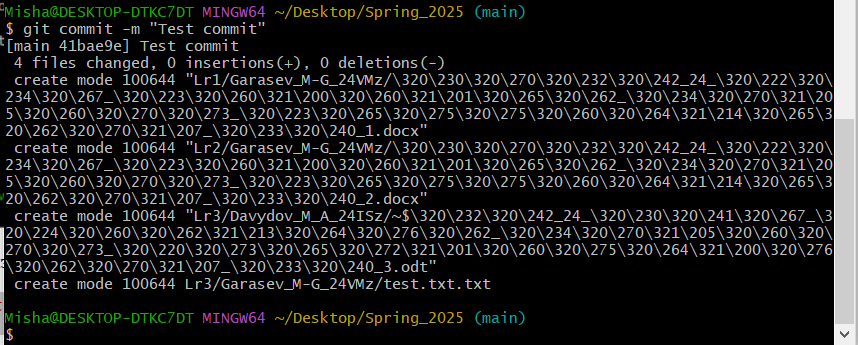 Misha@DESKTOP-DTKC7DT MINGW64 ~/Desktop/Spring_2025 (main)
$ git commit -m "Test commit"
[main 41bae9e] Test commit
 4 files changed, 0 insertions(+), 0 deletions(-)
 create mode 100644 "Lr1/Garasev_M-G_24VMz/\320\230\320\270\320\232\320\242_24_\320\222\320\
234\320\267_\320\223\320\260\321\200\320\260\321\201\320\265\320\262_\320\234\320\270\321\20
5\320\260\320\270\320\273_\320\223\320\265\320\275\320\275\320\260\320\264\321\214\320\265\3
20\262\320\270\321\207_\320\233\320\240_1.docx"
 create mode 100644 "Lr2/Garasev_M-G_24VMz/\320\230\320\270\320\232\320\242_24_\320\222\320\
234\320\267_\320\223\320\260\321\200\320\260\321\201\320\265\320\262_\320\234\320\270\321\20
5\320\260\320\270\320\273_\320\223\320\265\320\275\320\275\320\260\320\264\321\214\320\265\3
20\262\320\270\321\207_\320\233\320\240_2.docx"
 create mode 100644 "Lr3/Davydov_M_A_24ISz/~$\320\232\320\242_24_\320\230\320\241\320\267_\3
20\224\320\260\320\262\321\213\320\264\320\276\320\262_\320\234\320\270\321\205\320\260\320\
270\320\273_\320\220\320\273\320\265\320\272\321\201\320\260\320\275\320\264\321\200\320\276
\320\262\320\270\321\207_\320\233\320\240_3.odt"
 create mode 100644 Lr3/Garasev_M-G_24VMz/test.txt.txt
Misha@DESKTOP-DTKC7DT MINGW64 ~/Desktop/Spring_2025 (main)
$